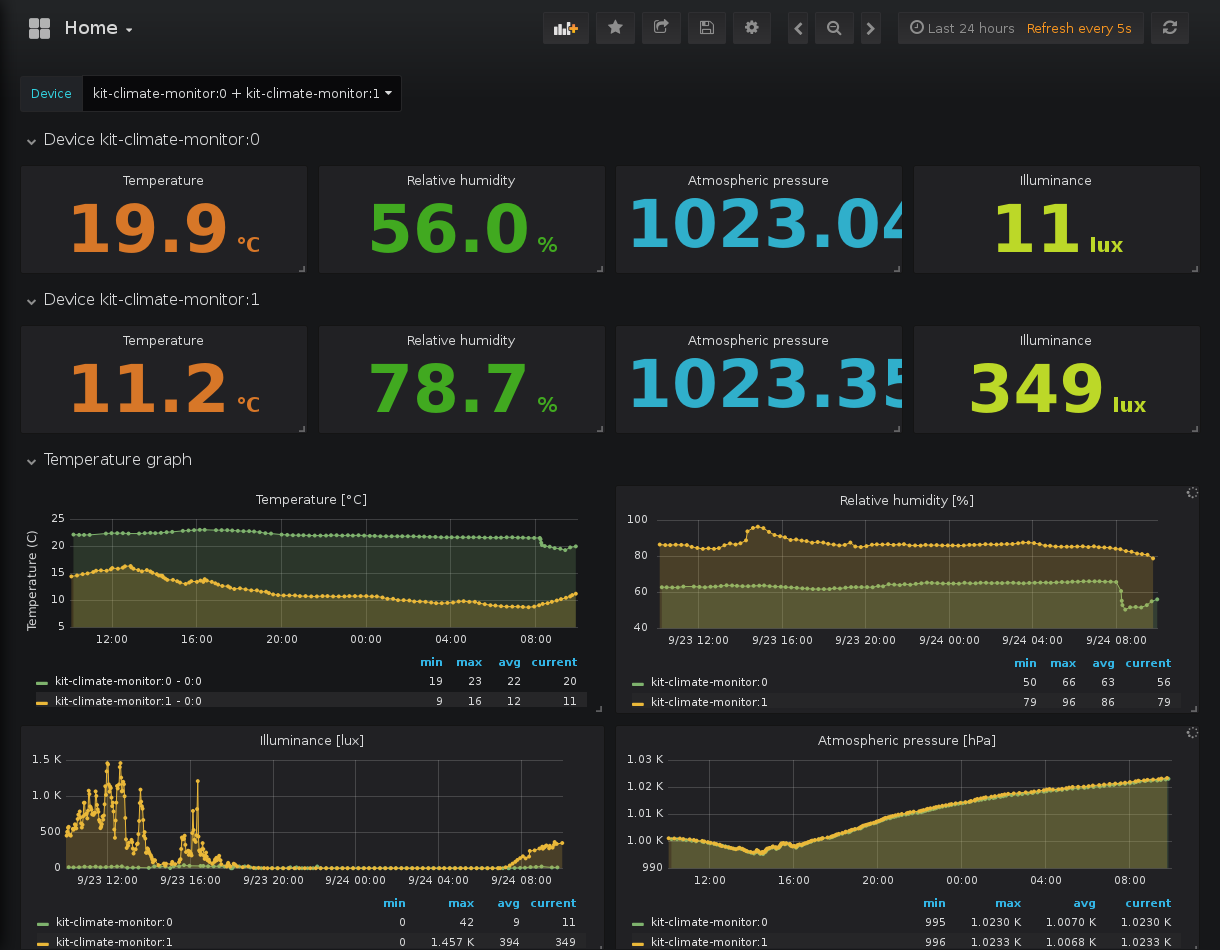 Home
Last 24 hours Refresh every 5s
Device kit-climate-monitor:0 + kit-climate-monitor:1
Device kit-climate-monitor:0
Temperature Relative humidity Atmospheric pressure Illuminance
19.9 °C 56.0 % 1023.04 11 lux
Device kit-climate-monitor:1
Temperature Relative humidity Atmospheric pressure Illuminance
11.2 °C 78.7 % 1023.35 349 lux
Temperature graph
Temperature [°C]
Temperature (C)
25
20
15
10
5
12:00 16:00 20:00 00:00 04:00 08:00
min max avg current
kit-climate-monitor:0 - 0:0 19 23 22 20
kit-climate-monitor:1 - 0:0 9 16 12 11
Relative humidity [%]
100
80
60
40
9/23 12:00 9/23 16:00 9/23 20:00 9/24 00:00 9/24 04:00 9/24 08:00
min max avg current
kit-climate-monitor:0 50 66 63 56
kit-climate-monitor:1 79 96 86 79
Illuminance [lux]
1.5 K
1.0 K
500
0
9/23 12:00 9/23 16:00 9/23 20:00 9/24 00:00 9/24 04:00 9/24 08:00
min max avg current
kit-climate-monitor:0 0 42 9 11
kit-climate-monitor:1 0 1.457 K 394 349
Atmospheric pressure [hPa]
1.03 K
1.02 K
1.01 K
1.00 K
990
12:00 16:00 20:00 00:00 04:00 08:00
min max avg current
kit-climate-monitor:0 995 1.0230 K 1.0070 K 1.0230 K
kit-climate-monitor:1 996 1.0233 K 1.0068 K 1.0233 K